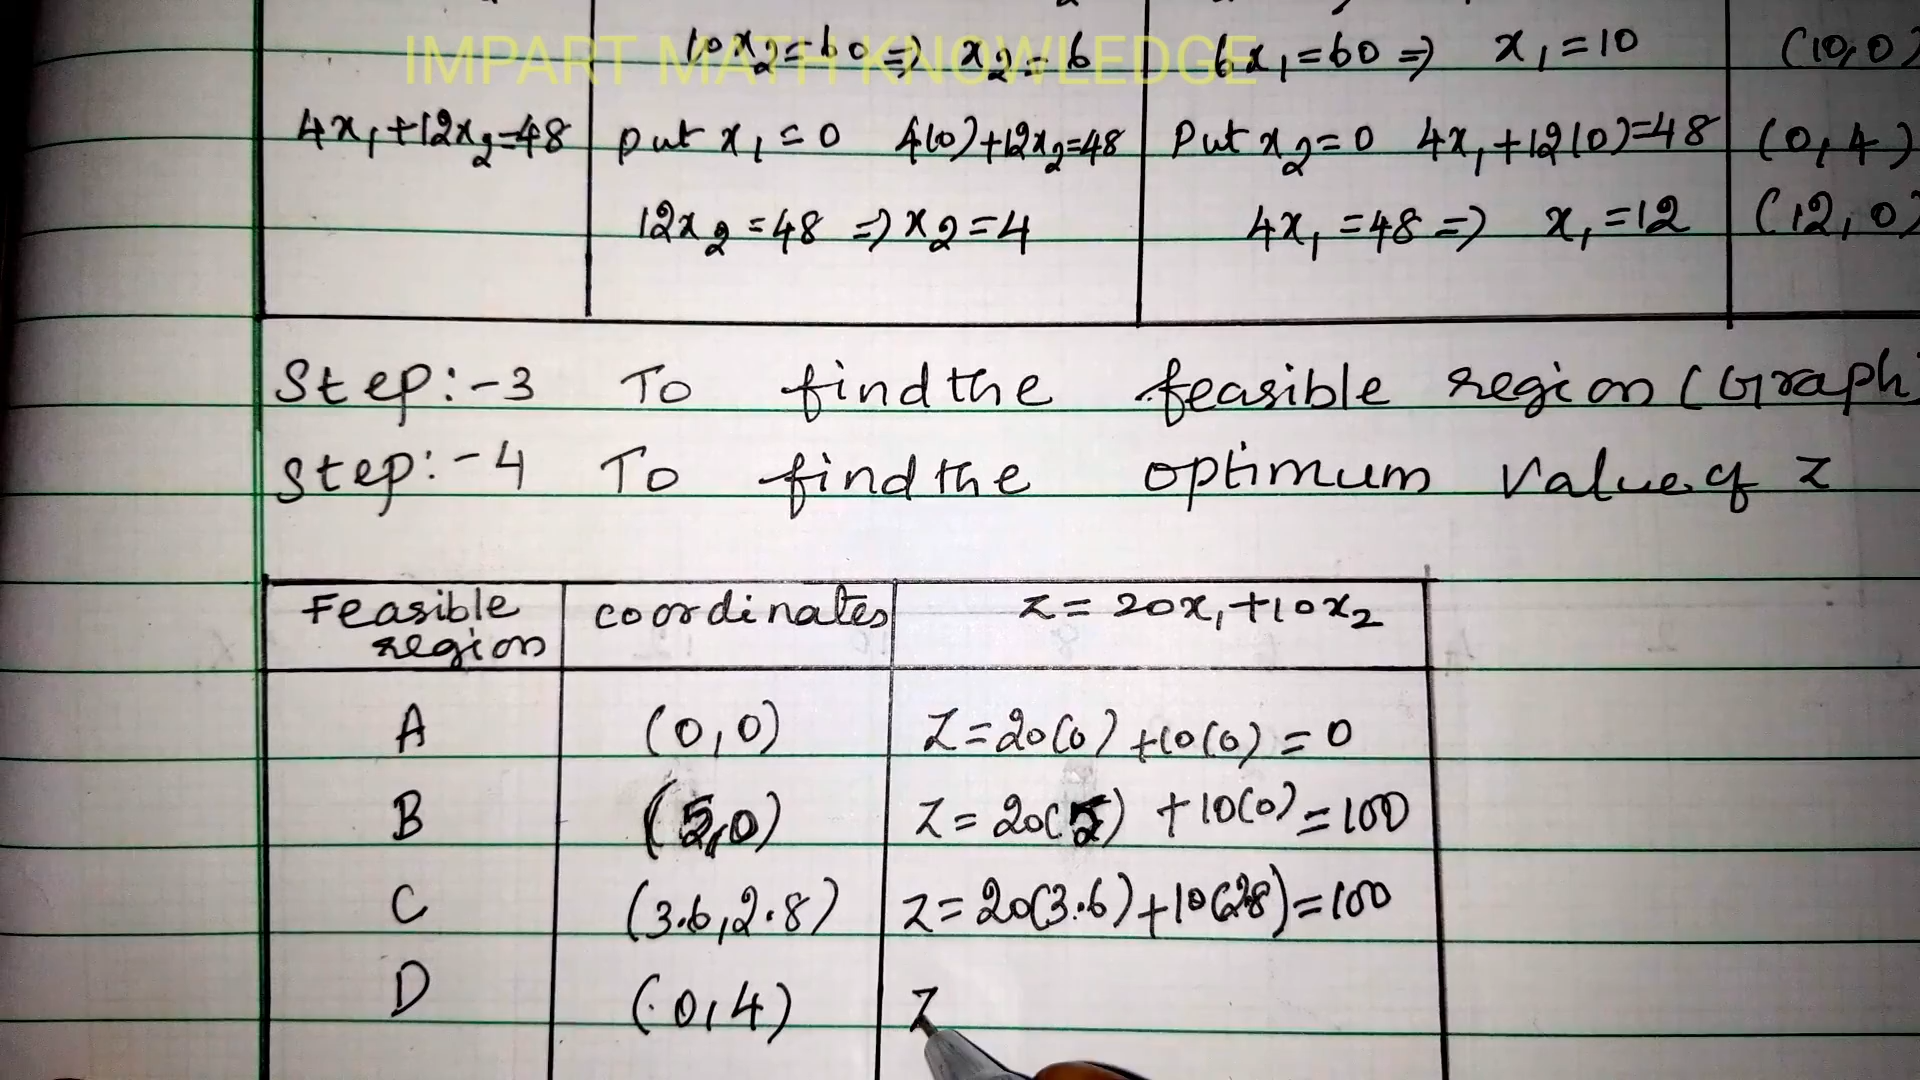 IMPART MATH KNOWLEDGE
10x₂=60 ⇒ x₂=6 6x₁=60 ⇒ x₁=10 (10,0)
4x₁+12x₂=48 put x₁=0 4(0)+12x₂=48 Put x₂=0 4x₁+12(0)=48 (0,4)
12x₂=48 ⇒ x₂=4 4x₁=48 ⇒ x₁=12 (12,0)
Step:-3 To find the feasible region (Graph)
Step:-4 To find the optimum value of z
Feasible region coordinates z=20x₁+10x₂
A (0,0) Z=20(0)+10(0)=0
B (5,0) Z=20(5)+10(0)=100
C (3.6,2.8) Z=20(3.6)+10(2.8)=100
D (0,4) Z